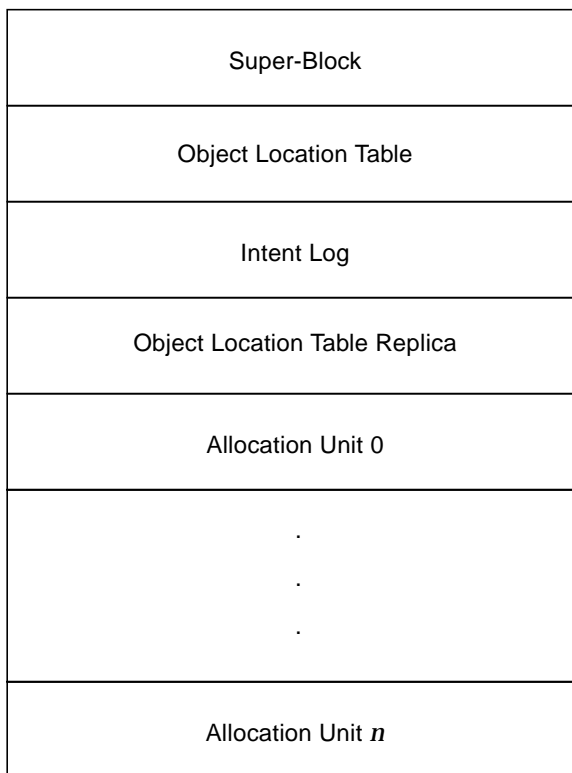 Super-Block
Object Location Table
Intent Log
Object Location Table Replica
Allocation Unit 0
.
.
.
Allocation Unit n